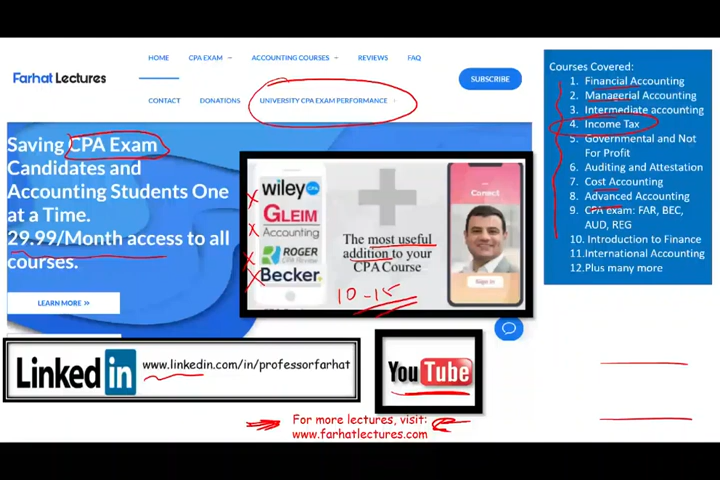 HOME
CPA EXAM
ACCOUNTING COURSES
REVIEWS
FAQ
Farhat Lectures
SUBSCRIBE
CONTACT
DONATIONS
UNIVERSITY CPA EXAM PERFORMANCE
Saving CPA Exam
Candidates and
Accounting Students One
at a Time.
29.99/Month access to all
courses.
LEARN MORE »
wiley CPA
GLEIM
Accounting
ROGER
CPA Review
Becker.
The most useful
addition to your
CPA Course
10-15
Sign in
Courses Covered:
1. Financial Accounting
2. Managerial Accounting
3. Intermediate accounting
4. Income Tax
5. Governmental and Not
For Profit
6. Auditing and Attestation
7. Cost Accounting
8. Advanced Accounting
9. CPA exam: FAR, BEC,
AUD, REG
10. Introduction to Finance
11.International Accounting
12.Plus many more
Linked in
www.linkedin.com/in/professorfarhat
YouTube
For more lectures, visit:
www.farhatlectures.com